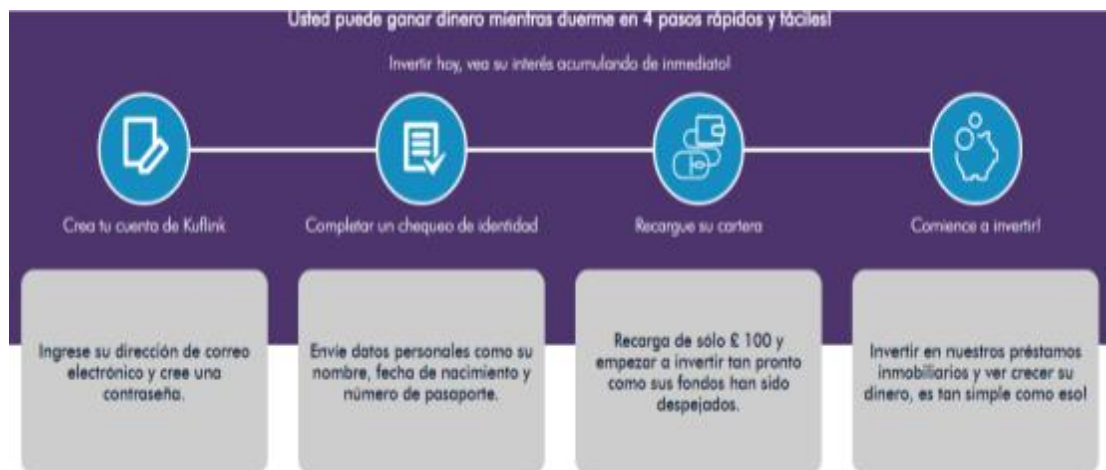 Usted puede ganar dinero mientras duerme en 4 pasos rápidos y fáciles!
Invertir hoy, vea su interés acumulando de inmediato!
Crea tu cuenta de Kuflink
Completar un chequeo de identidad
Recargue su cartera
Comience a invertir!
Ingrese su dirección de correo
electrónico y cree una
contraseña.
Envíe datos personales como su
nombre, fecha de nacimiento y
número de pasaporte.
Recarga de sólo £ 100 y
empezar a invertir tan pronto
como sus fondos han sido
despejados.
Invertir en nuestros préstamos
inmobiliarios y ver crecer su
dinero, es tan simple como eso!